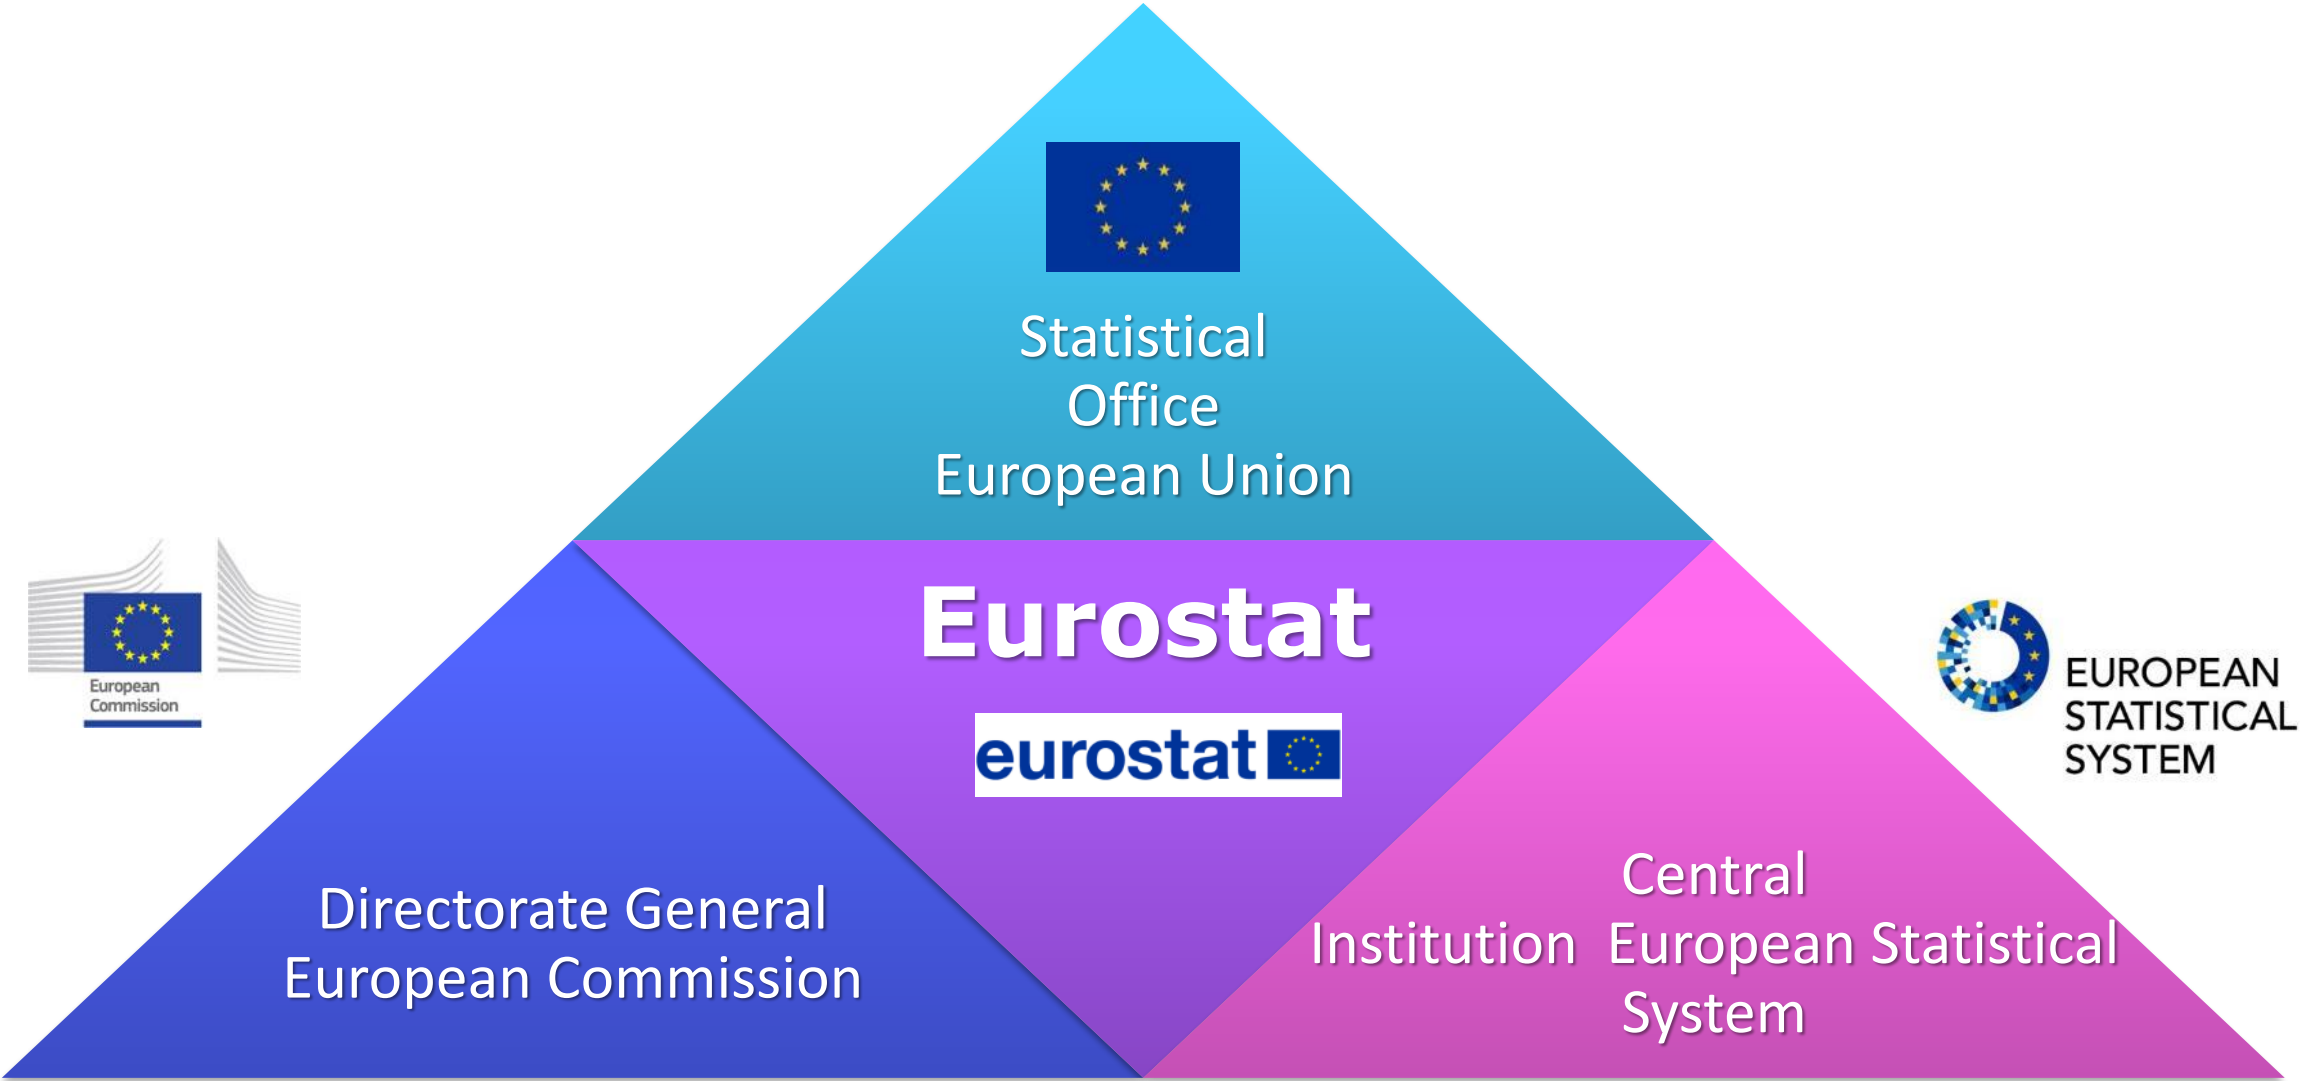 Statistical
Office
European Union
Eurostat
eurostat
European
Commission
EUROPEAN
STATISTICAL
SYSTEM
Directorate General
European Commission
Central
Institution European Statistical
System